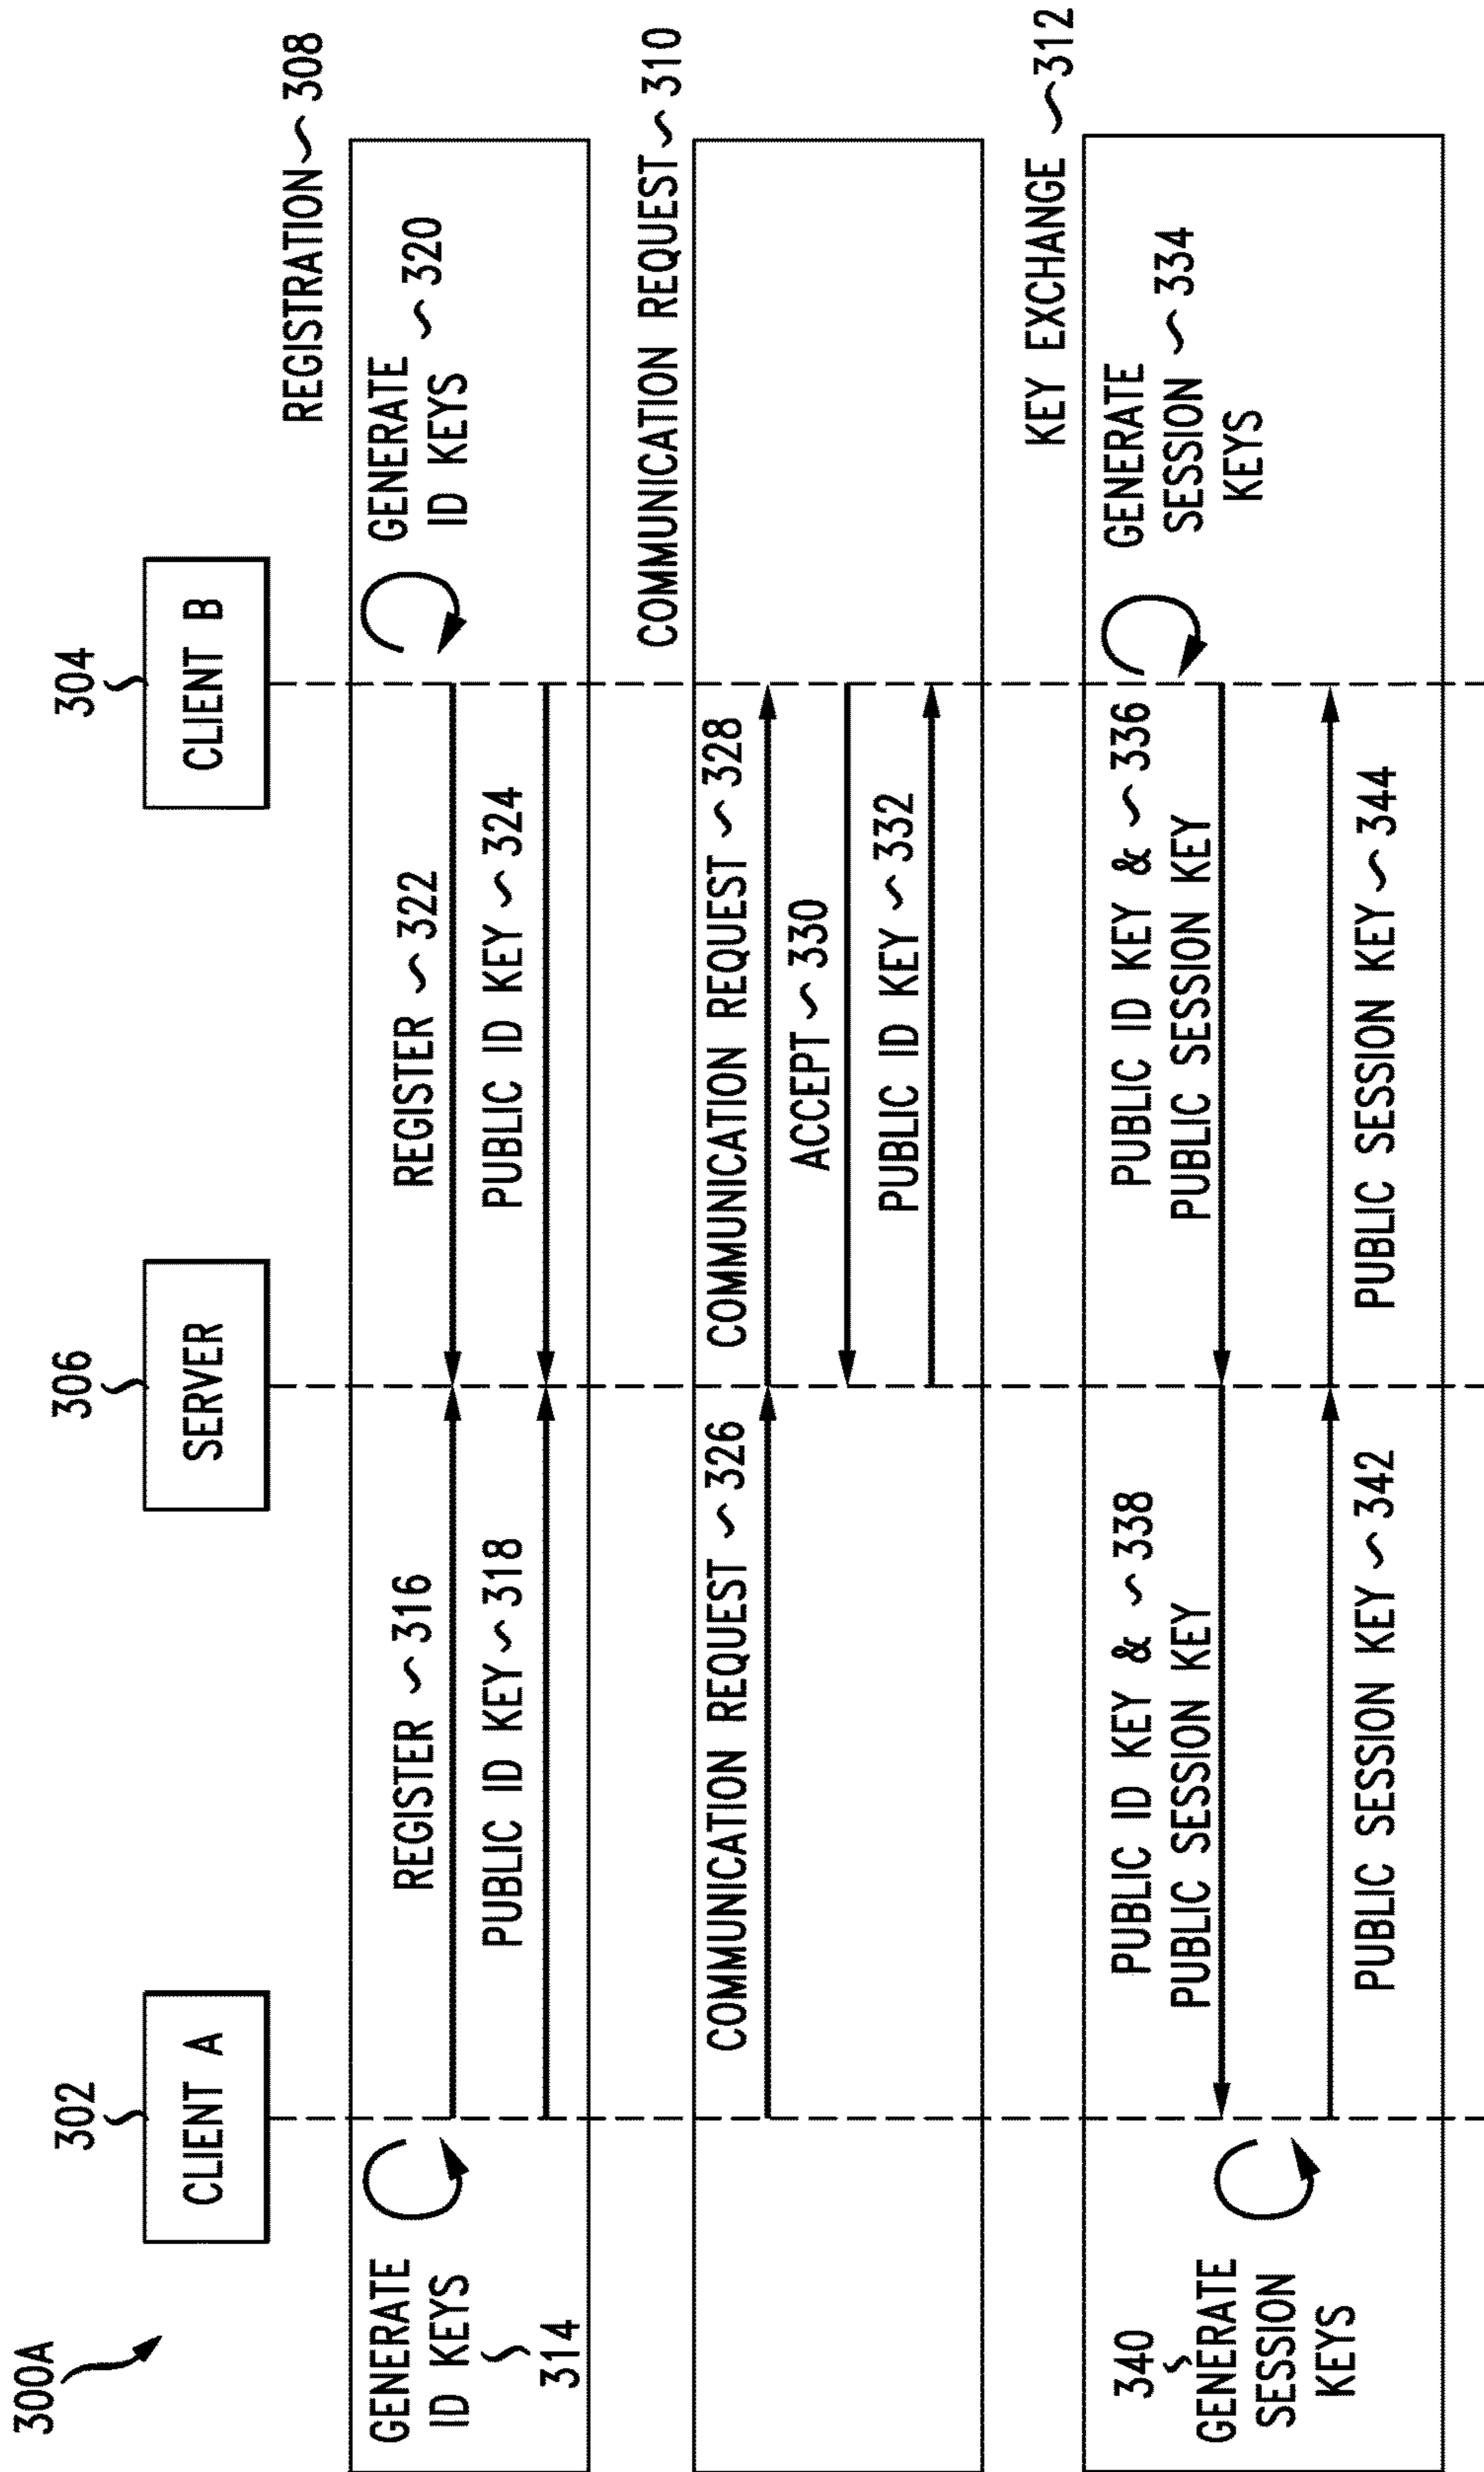 300A
302
CLIENT A
306
SERVER
304
CLIENT B
REGISTRATION ~ 308
GENERATE
ID KEYS
314
REGISTER ~ 316
PUBLIC ID KEY ~ 318
REGISTER ~ 322
PUBLIC ID KEY ~ 324
GENERATE
ID KEYS ~ 320
COMMUNICATION REQUEST ~ 310
COMMUNICATION REQUEST ~ 326
COMMUNICATION REQUEST ~ 328
ACCEPT ~ 330
PUBLIC ID KEY ~ 332
KEY EXCHANGE ~ 312
GENERATE
SESSION ~ 334
KEYS
PUBLIC ID KEY & ~ 336
PUBLIC SESSION KEY
PUBLIC ID KEY & ~ 338
PUBLIC SESSION KEY
340
GENERATE
SESSION
KEYS
PUBLIC SESSION KEY ~ 342
PUBLIC SESSION KEY ~ 344